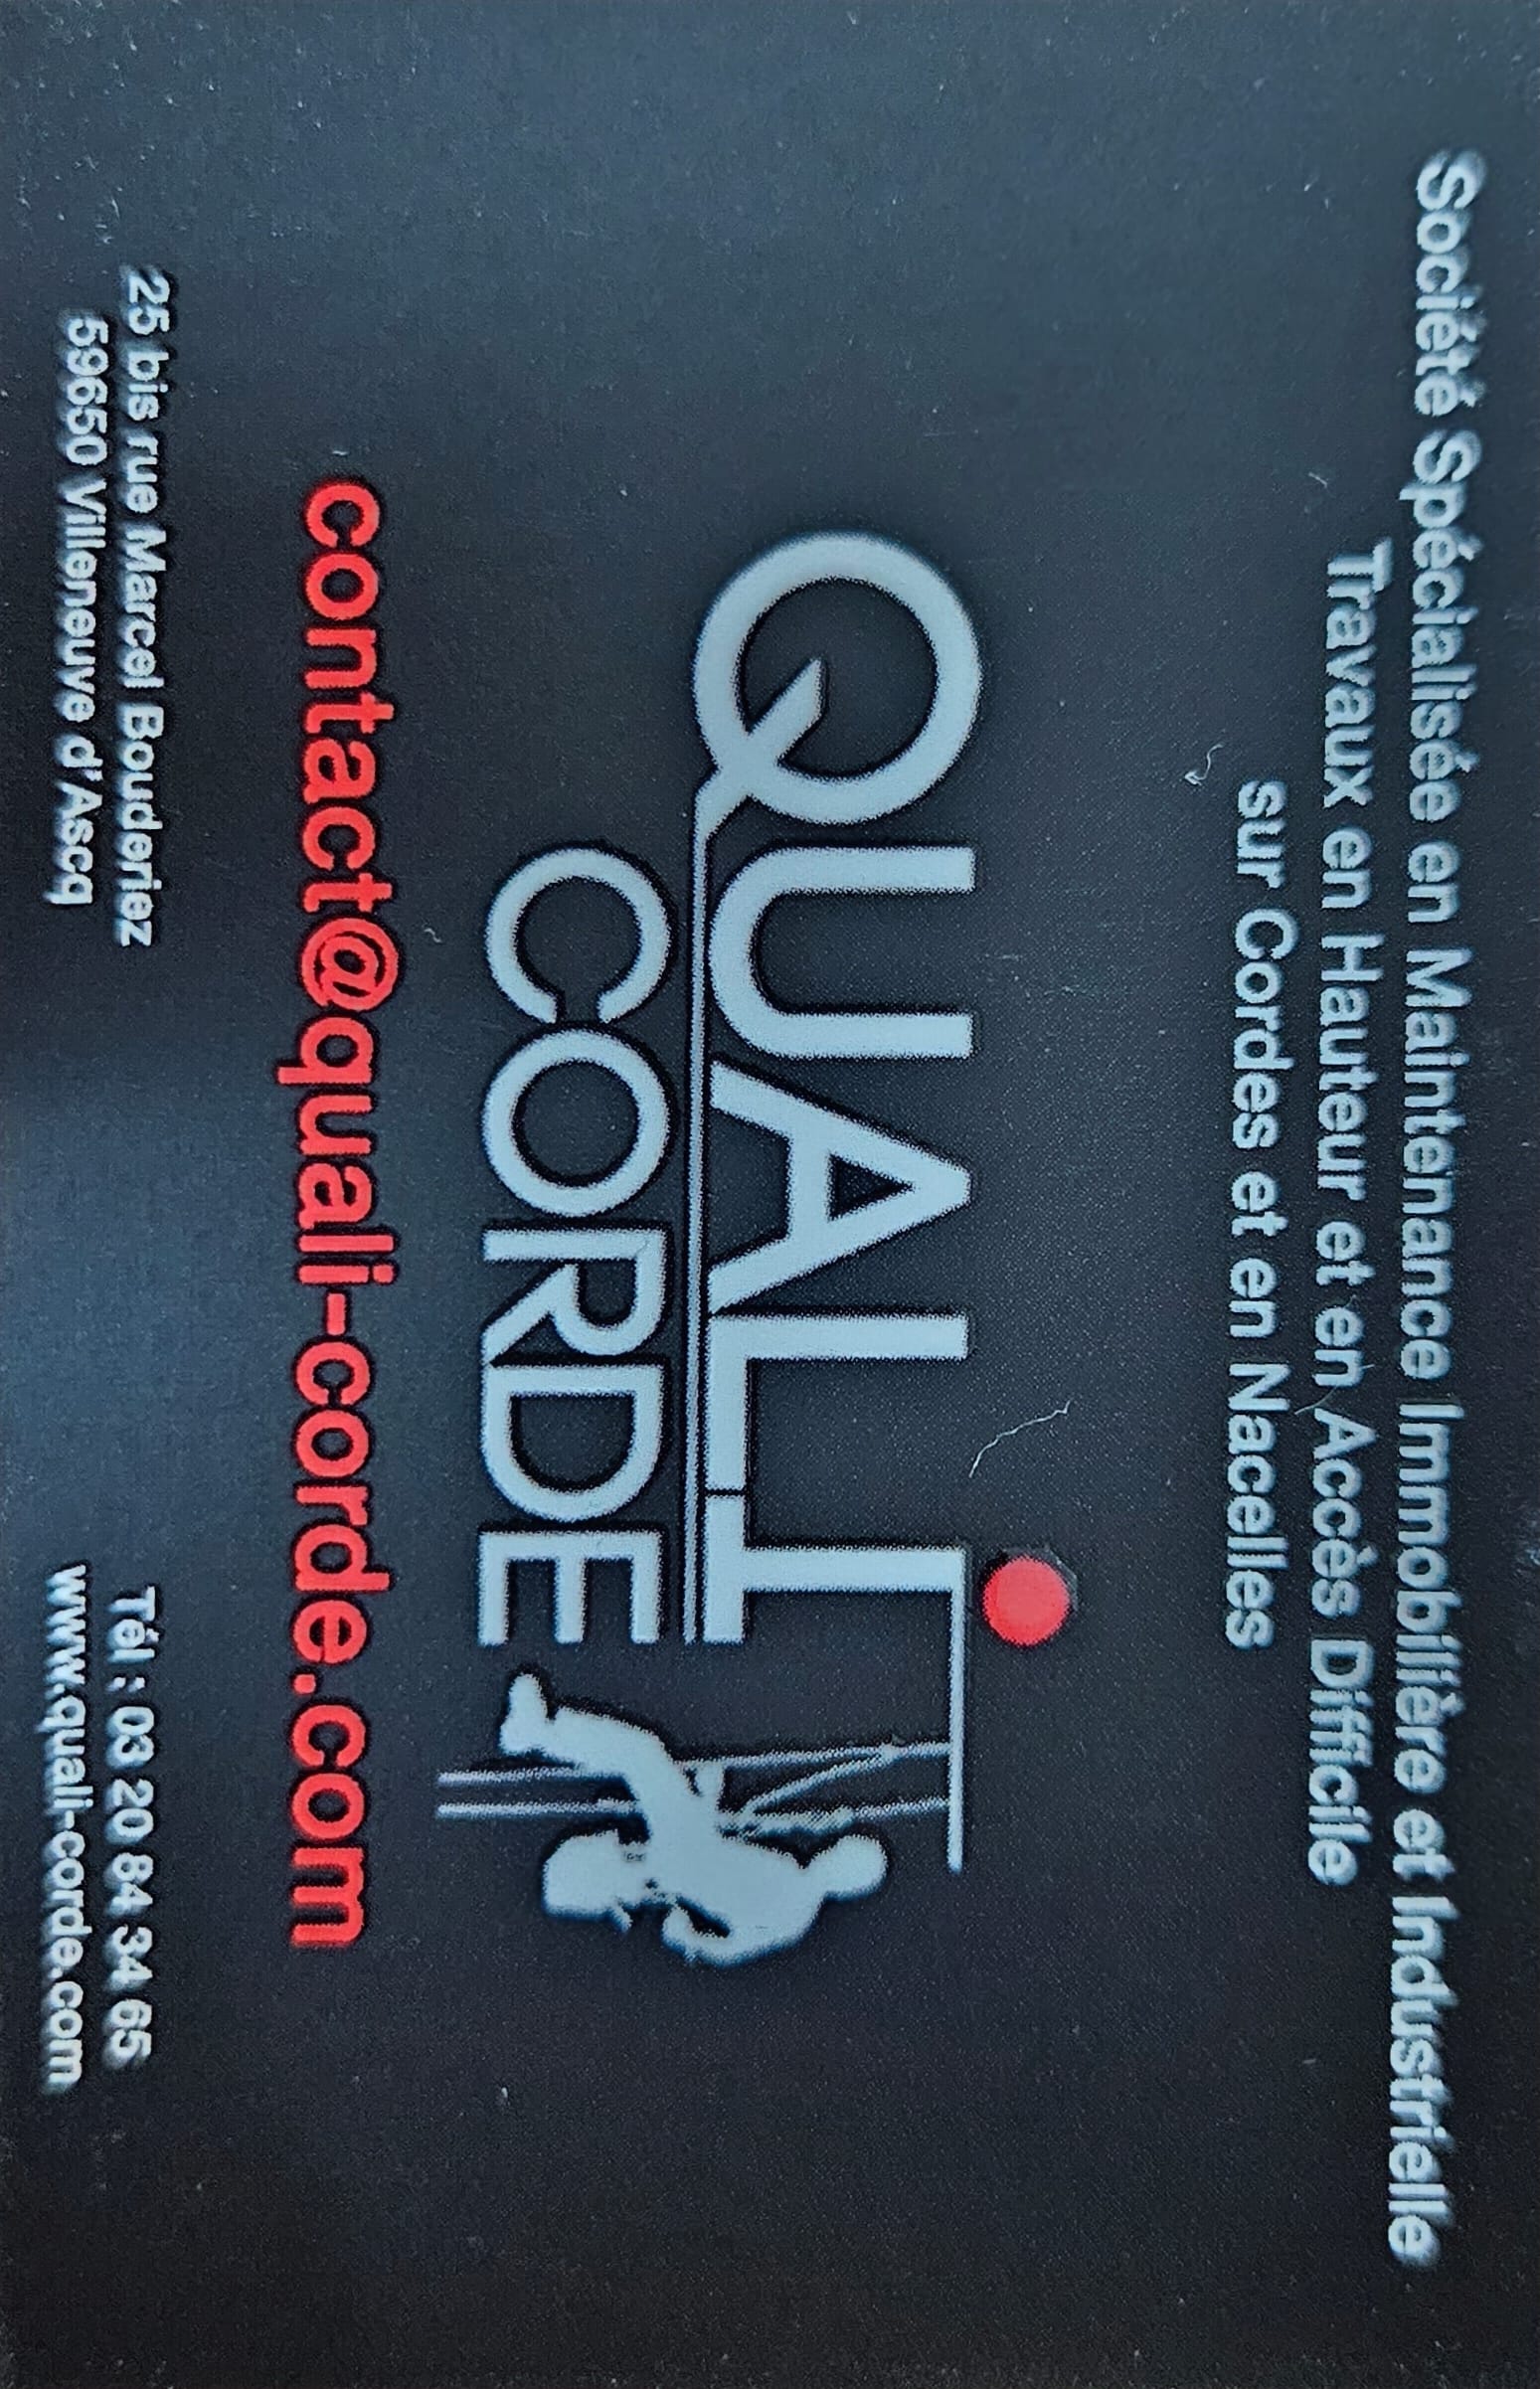 Société Spécialisée en Maintenance Immobilière et Industrielle
Travaux en Hauteur et en Accès Difficile
sur Cordes et en Nacelles
QUALI
CORDE
contact@quali-corde.com
25 bis rue Marcel Bouderiez
59650 Villeneuve d'Ascq
Tél : 03 20 84 34 65
www.quali-corde.com